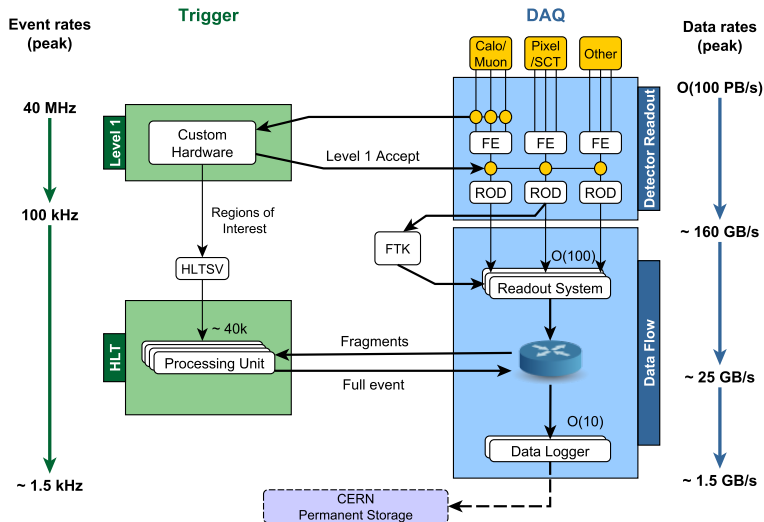 Event rates
(peak)
Trigger
DAQ
Data rates
(peak)
Calo/
Muon
Pixel
/SCT
Other
40 MHz
O(100 PB/s)
Level 1
Custom
Hardware
FE
FE
FE
Detector Readout
Level 1 Accept
ROD
ROD
ROD
100 kHz
Regions of
Interest
~ 160 GB/s
FTK
O(100)
HLTSV
Readout System
~ 40k
HLT
Processing Unit
Fragments
Full event
Data Flow
~ 25 GB/s
O(10)
Data Logger
~ 1.5 kHz
~ 1.5 GB/s
CERN
Permanent Storage